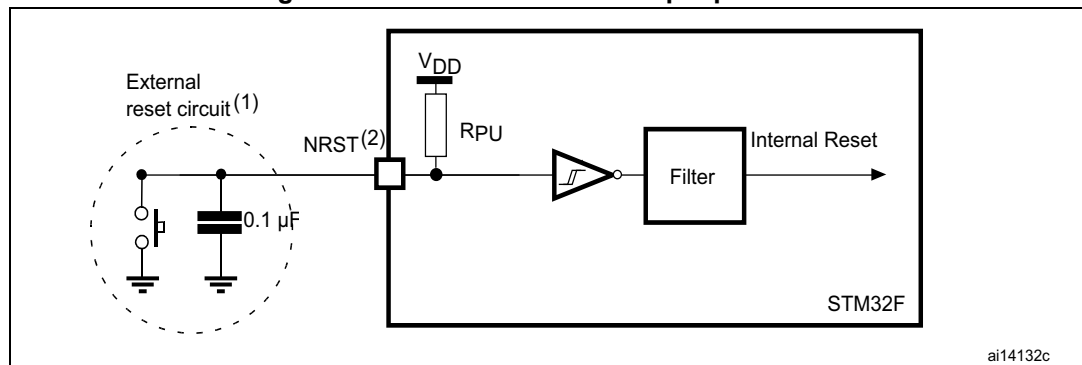 External
reset circuit(1)
VDD
NRST(2)
RPU
Internal Reset
Filter
0.1 µF
STM32F
ai14132c